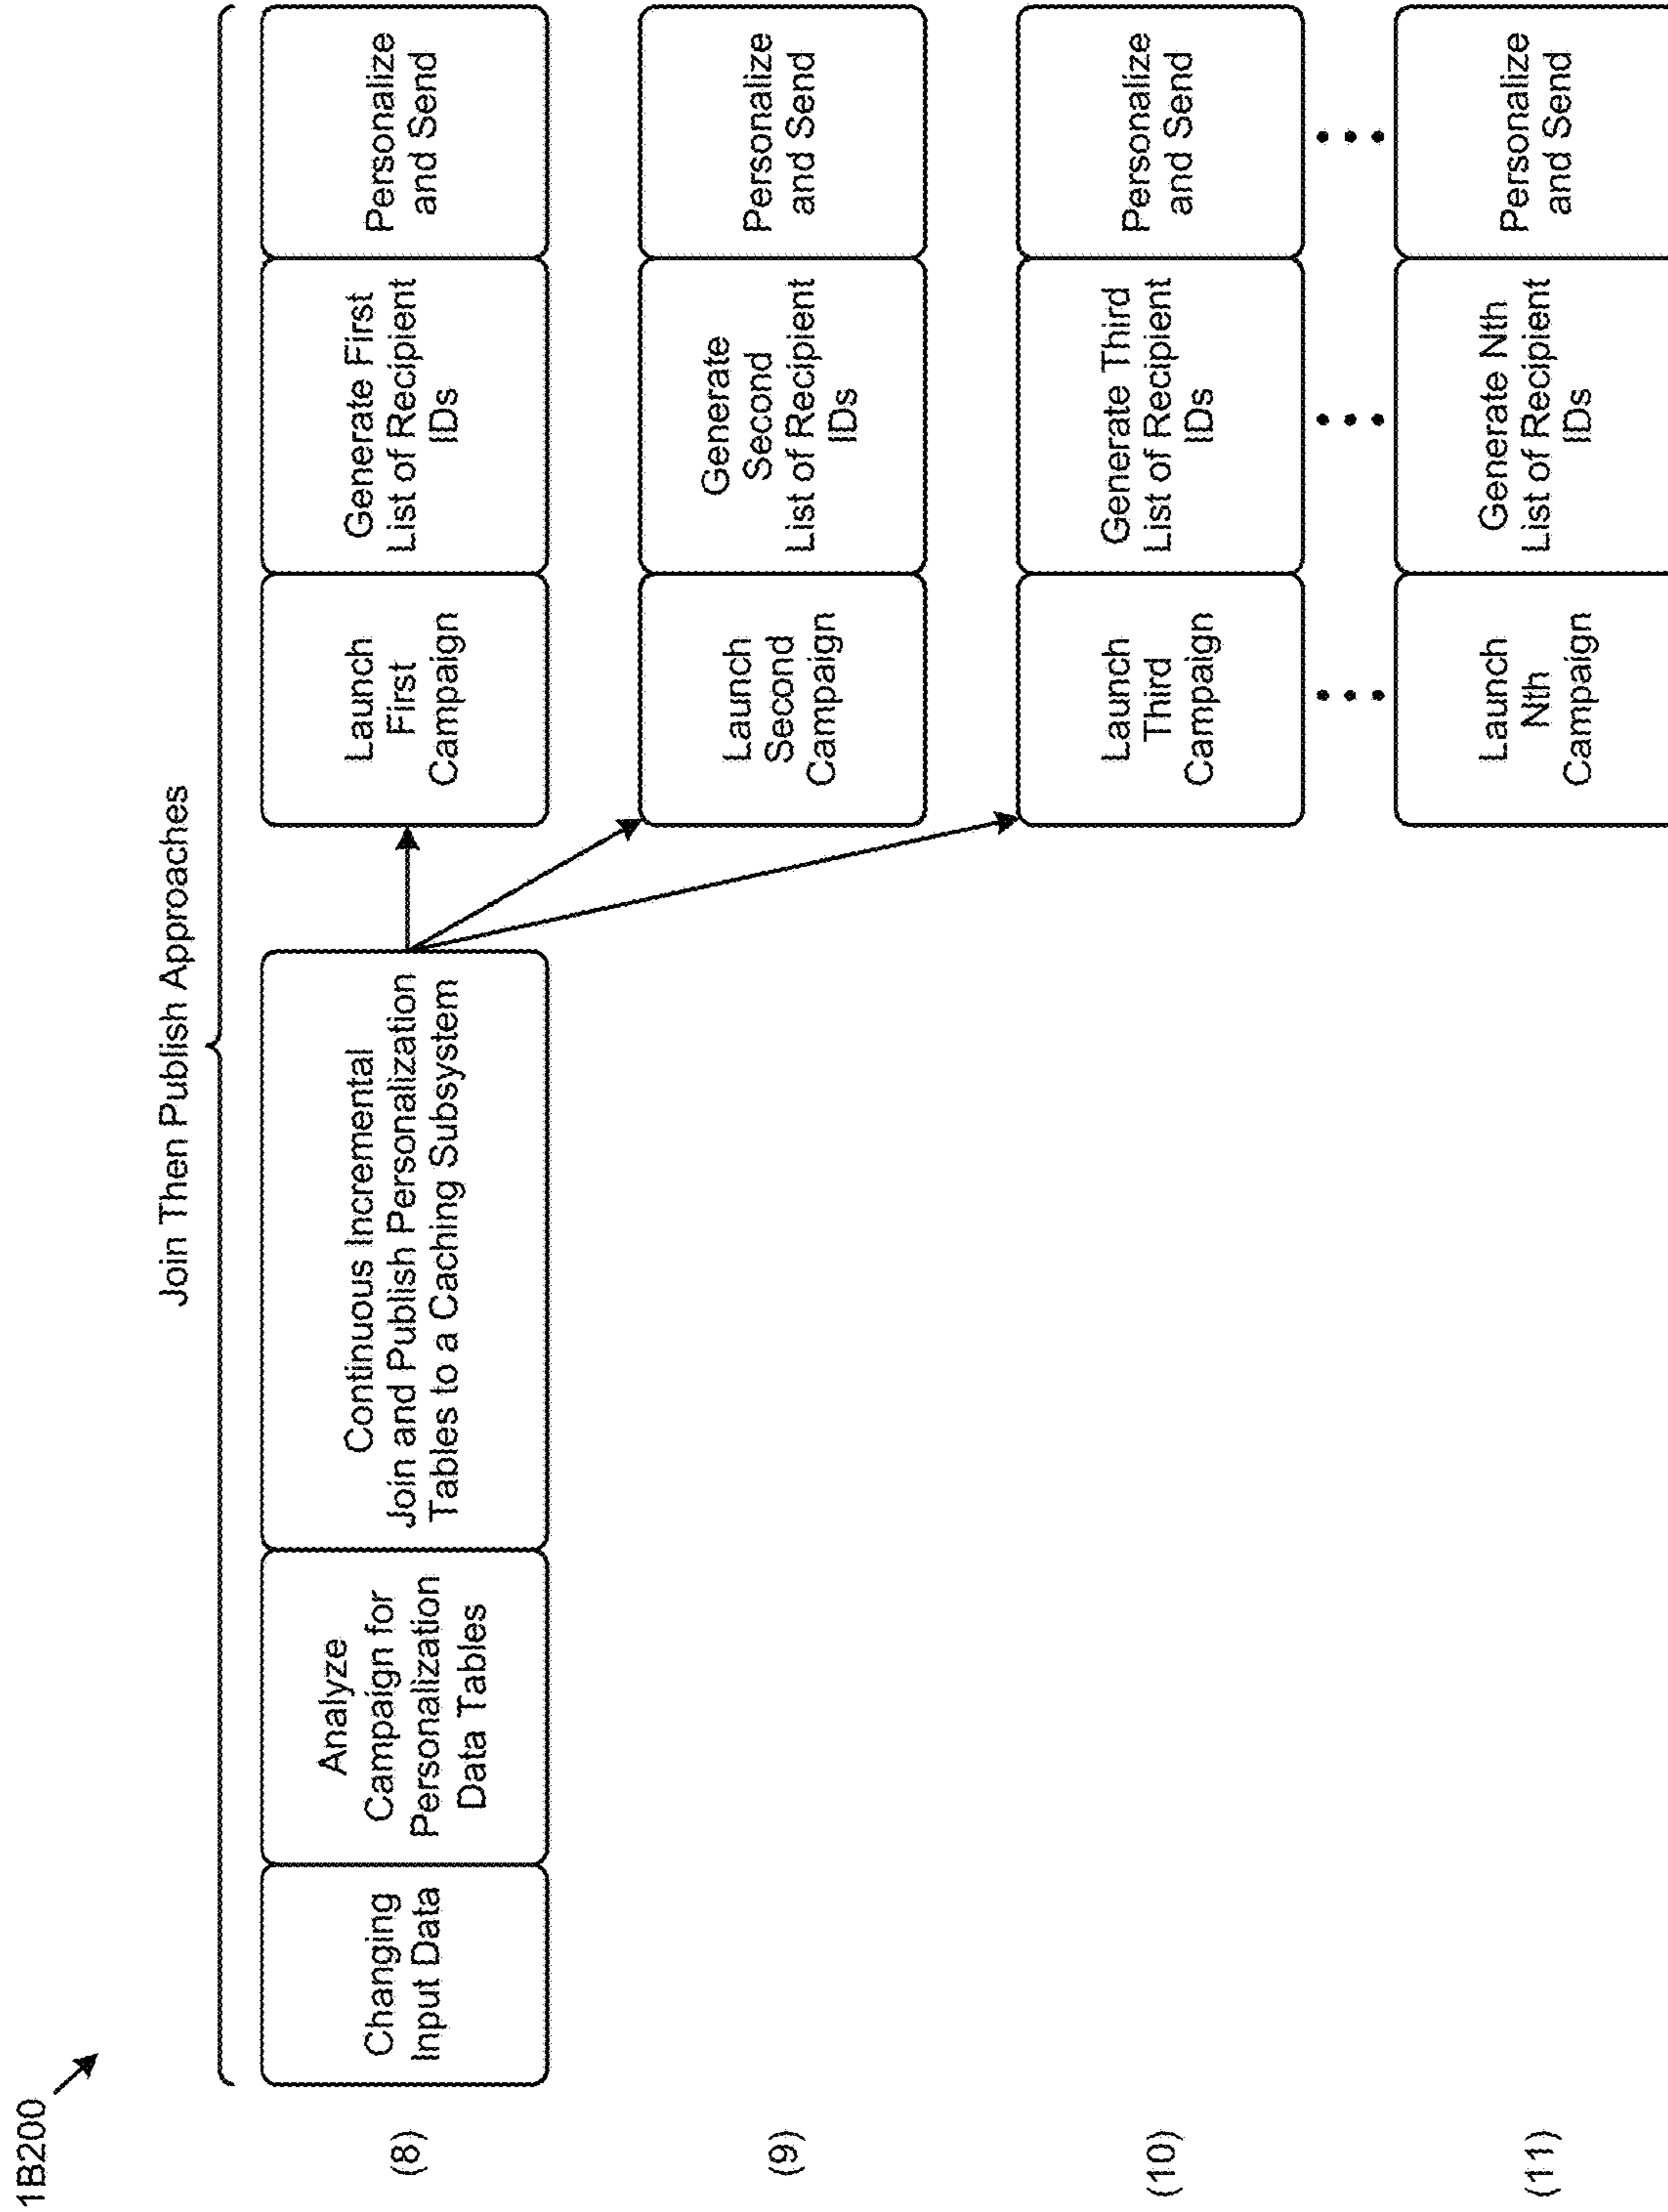 1B200
Join Then Publish Approaches
(8)
Changing
Input Data
Analyze
Campaign for
Personalization
Data Tables
Continuous Incremental
Join and Publish Personalization
Tables to a Caching Subsystem
Launch
First
Campaign
Generate First
List of Recipient
IDs
Personalize
and Send
(9)
Launch
Second
Campaign
Generate
Second
List of Recipient
IDs
Personalize
and Send
(10)
Launch
Third
Campaign
Generate Third
List of Recipient
IDs
Personalize
and Send
(11)
Launch
Nth
Campaign
Generate Nth
List of Recipient
IDs
Personalize
and Send